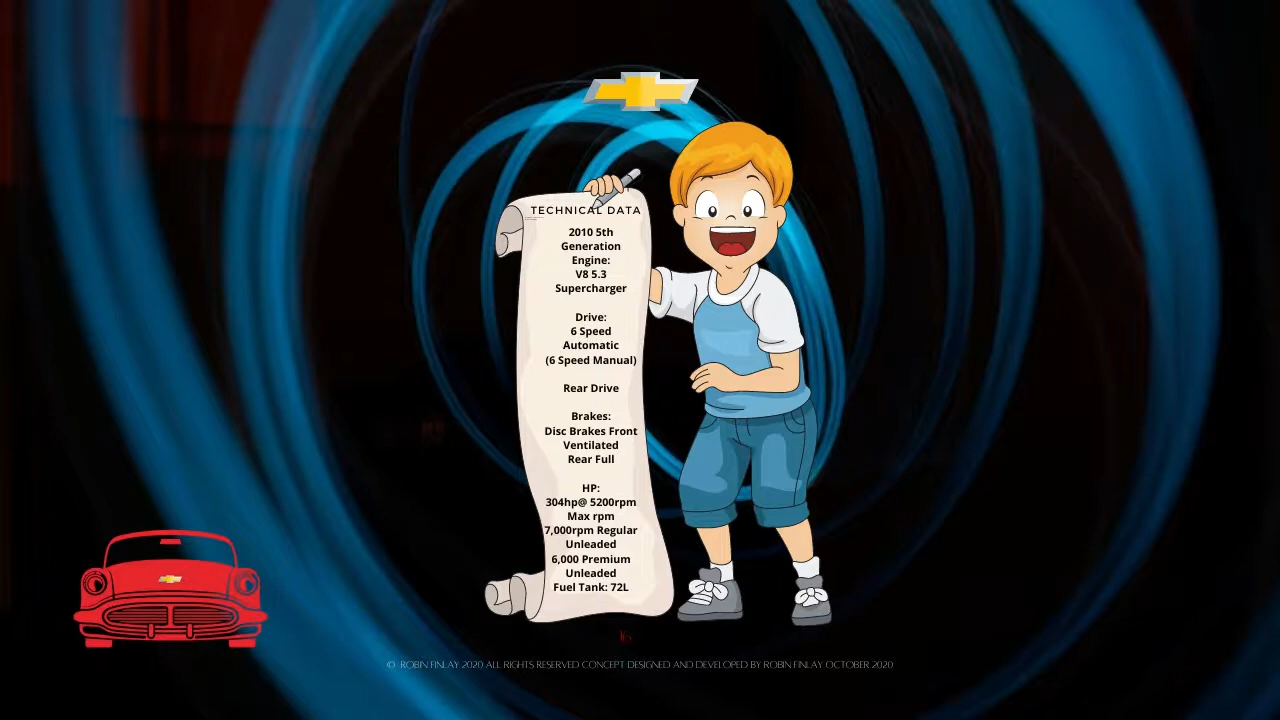 TECHNICAL DATA
2010 5th
Generation
Engine:
V8 5.3
Supercharger
Drive:
6 Speed
Automatic
(6 Speed Manual)
Rear Drive
Brakes:
Disc Brakes Front
Ventilated
Rear Full
HP:
304hp@ 5200rpm
Max rpm
7,000rpm Regular
Unleaded
6,000 Premium
Unleaded
Fuel Tank: 72L
16
© ROBIN FINLAY 2020 ALL RIGHTS RESERVED CONCEPT DESIGNED AND DEVELOPED BY ROBIN FINLAY OCTOBER 2020